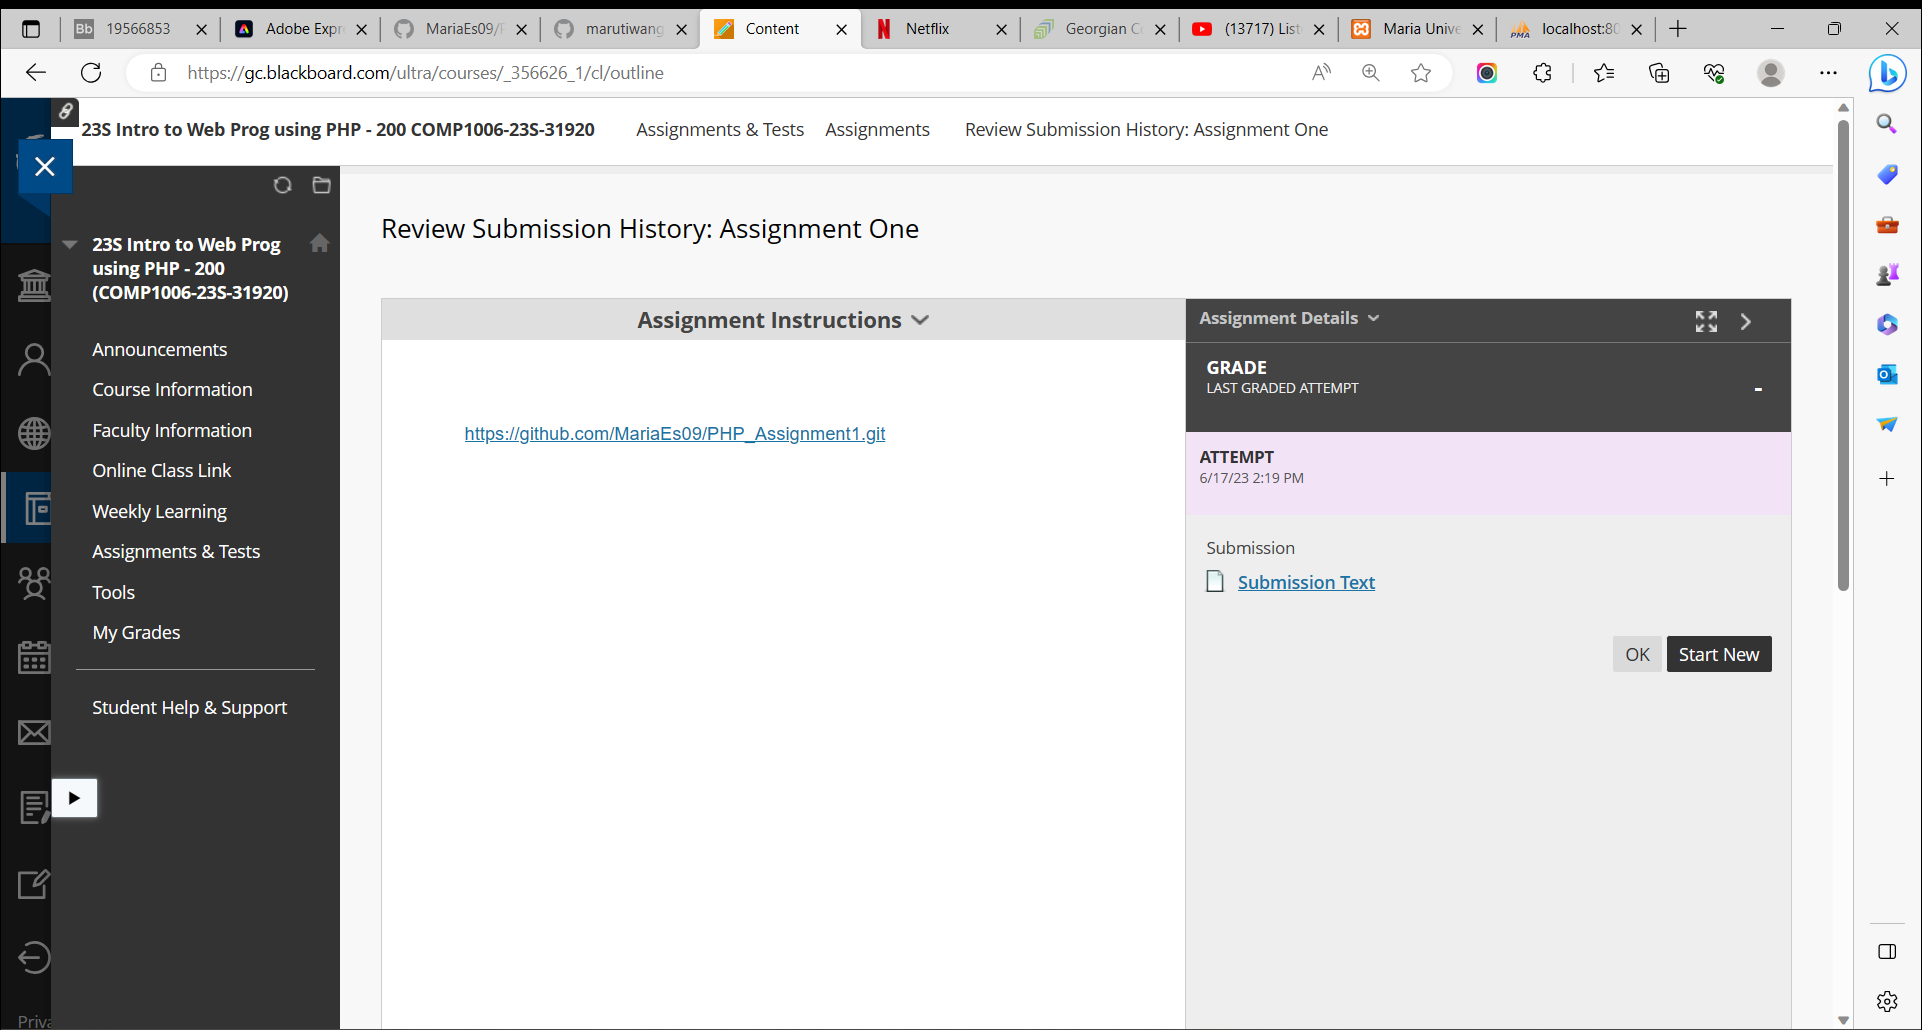 Bb 19566853
Adobe Expr
MariaEs09/
marutiwang
Content
Netflix
Georgian C
(13717) List
Maria Unive
localhost:80
https://gc.blackboard.com/ultra/courses/_356626_1/cl/outline
23S Intro to Web Prog using PHP - 200 COMP1006-23S-31920 Assignments & Tests Assignments Review Submission History: Assignment One
23S Intro to Web Prog
using PHP - 200
(COMP1006-23S-31920)
Announcements
Course Information
Faculty Information
Online Class Link
Weekly Learning
Assignments & Tests
Tools
My Grades
Student Help & Support
Priva
Review Submission History: Assignment One
Assignment Instructions
https://github.com/MariaEs09/PHP_Assignment1.git
Assignment Details
GRADE
LAST GRADED ATTEMPT
-
ATTEMPT
6/17/23 2:19 PM
Submission
Submission Text
OK Start New